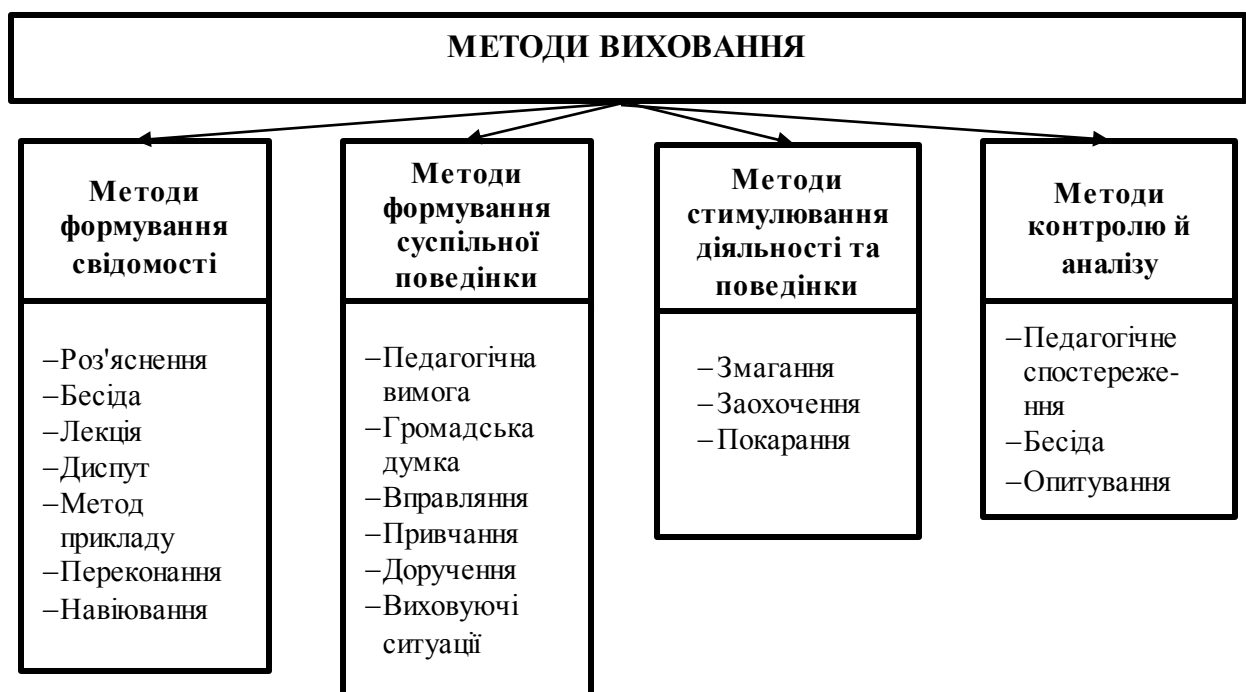 МЕТОДИ ВИХОВАННЯ
Методи
формування
свідомості
–Роз'яснення
–Бесіда
–Лекція
–Диспут
–Метод
прикладу
–Переконання
–Навіювання
Методи
формування
суспільної
поведінки
–Педагогічна
вимога
–Громадська
думка
–Вправляння
–Привчання
–Доручення
–Виховуючі
ситуації
Методи
стимулювання
діяльності та
поведінки
–Змагання
–Заохочення
–Покарання
Методи
контролю й
аналізу
–Педагогічне
спостереже-
ння
–Бесіда
–Опитування